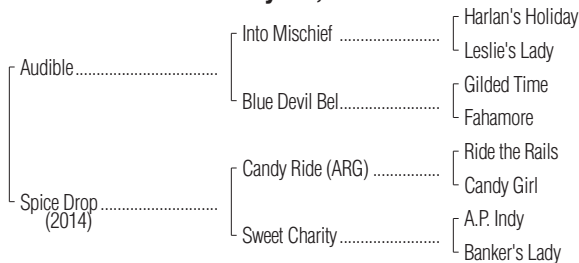 Harlan's Holiday
Into Mischief
Leslie's Lady
Audible
Gilded Time
Blue Devil Bel
Fahamore
Ride the Rails
Candy Ride (ARG)
Candy Girl
Spice Drop
(2014)
A.P. Indy
Sweet Charity
Banker's Lady